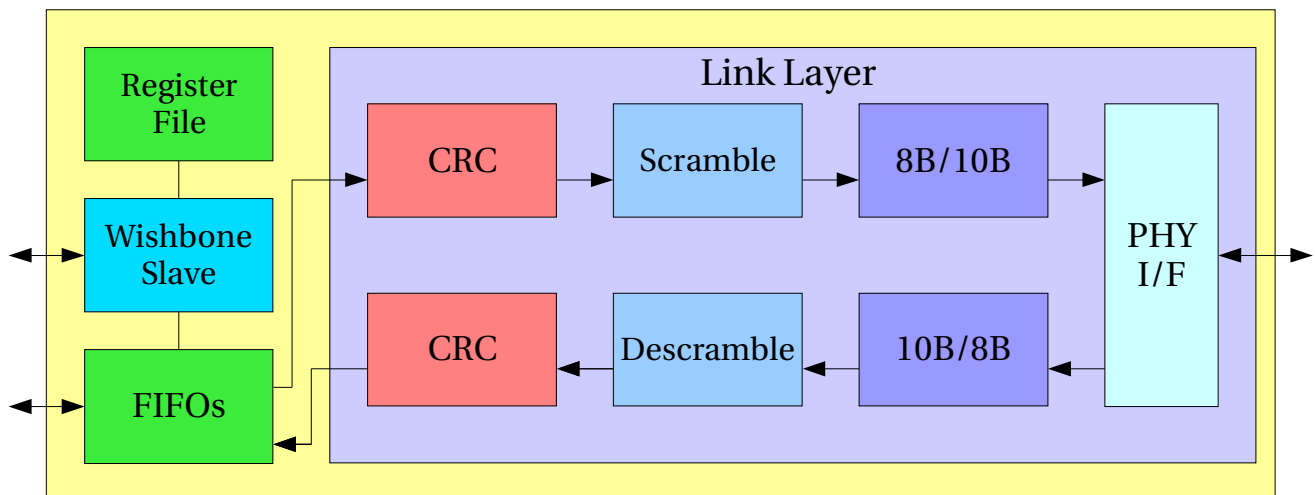 Link Layer
Register
File
CRC
Scramble
8B/10B
Wishbone
Slave
PHY
I/F
CRC
Descramble
10B/8B
FIFOs